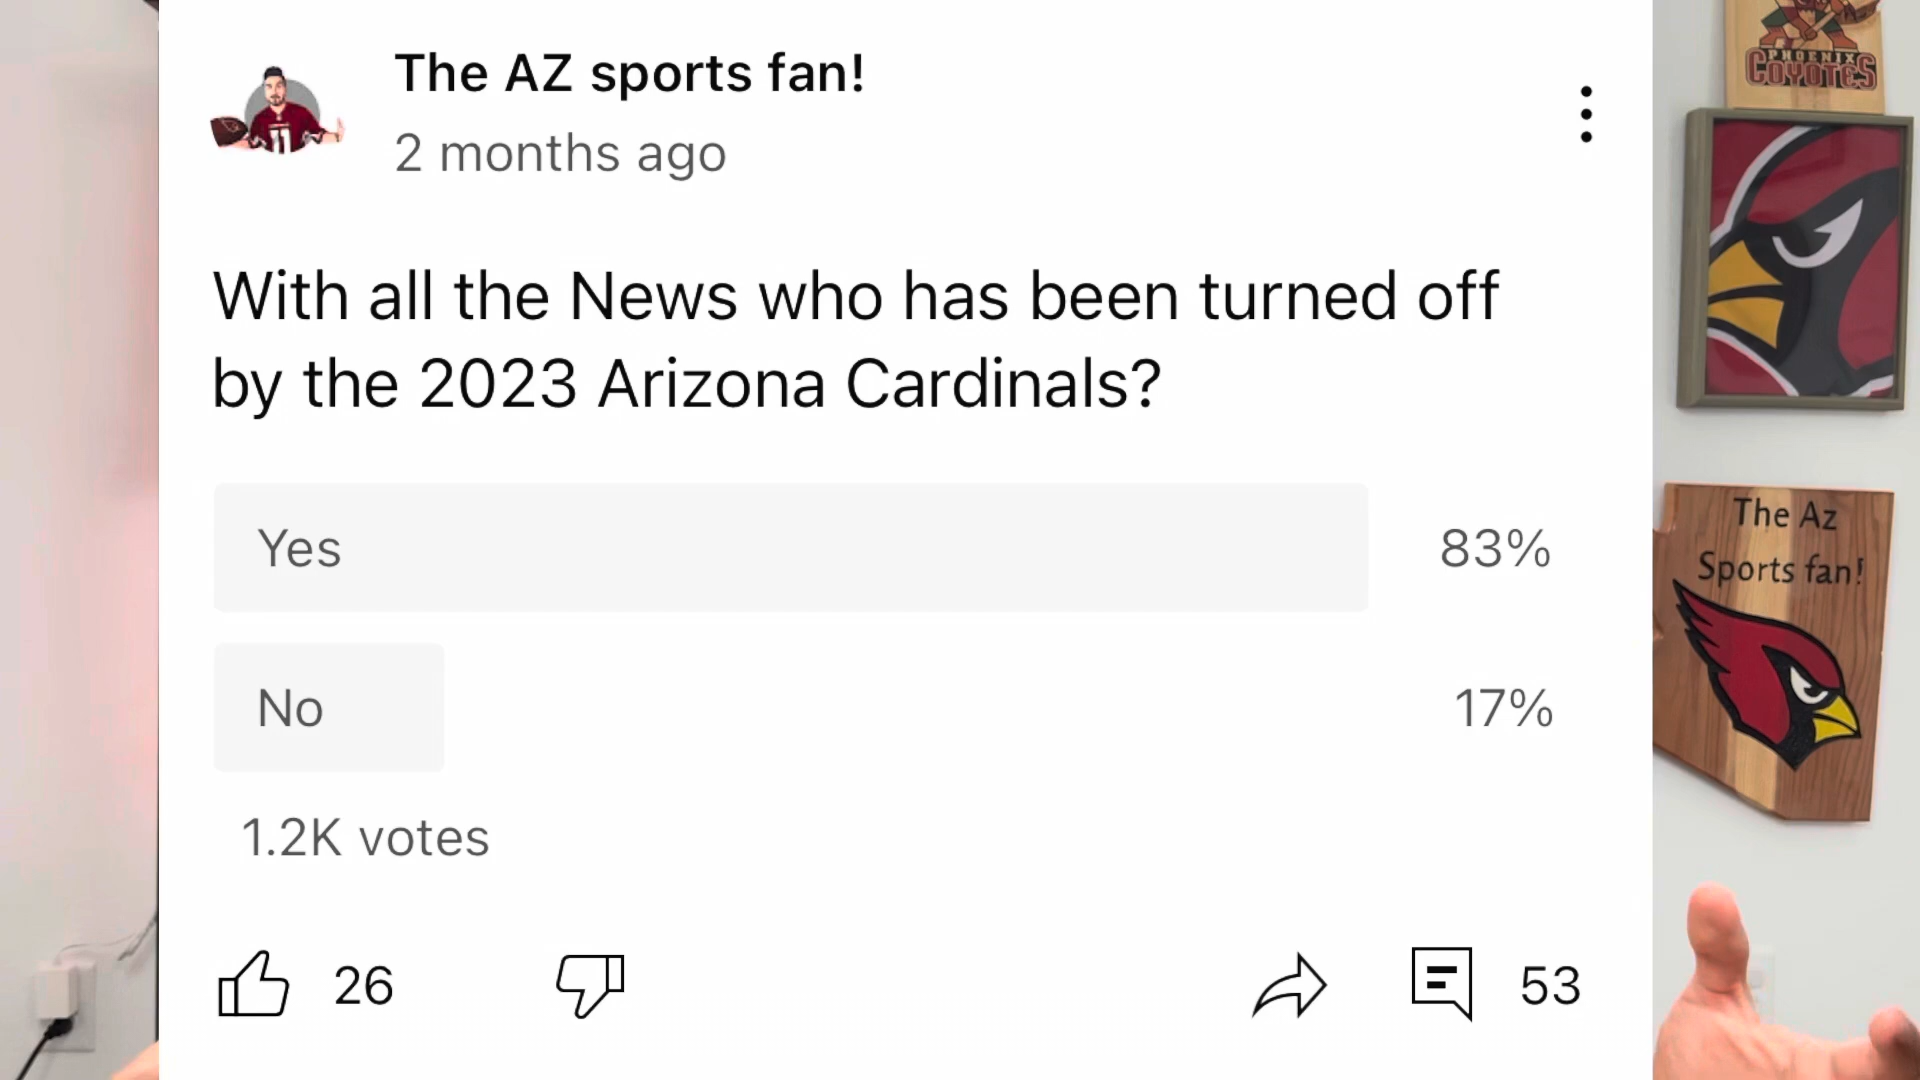 The AZ sports fan!
2 months ago
With all the News who has been turned off
by the 2023 Arizona Cardinals?
Yes
83%
No
17%
1.2K votes
26
53
PHOENIX
COYOTES
The Az
Sports fan!